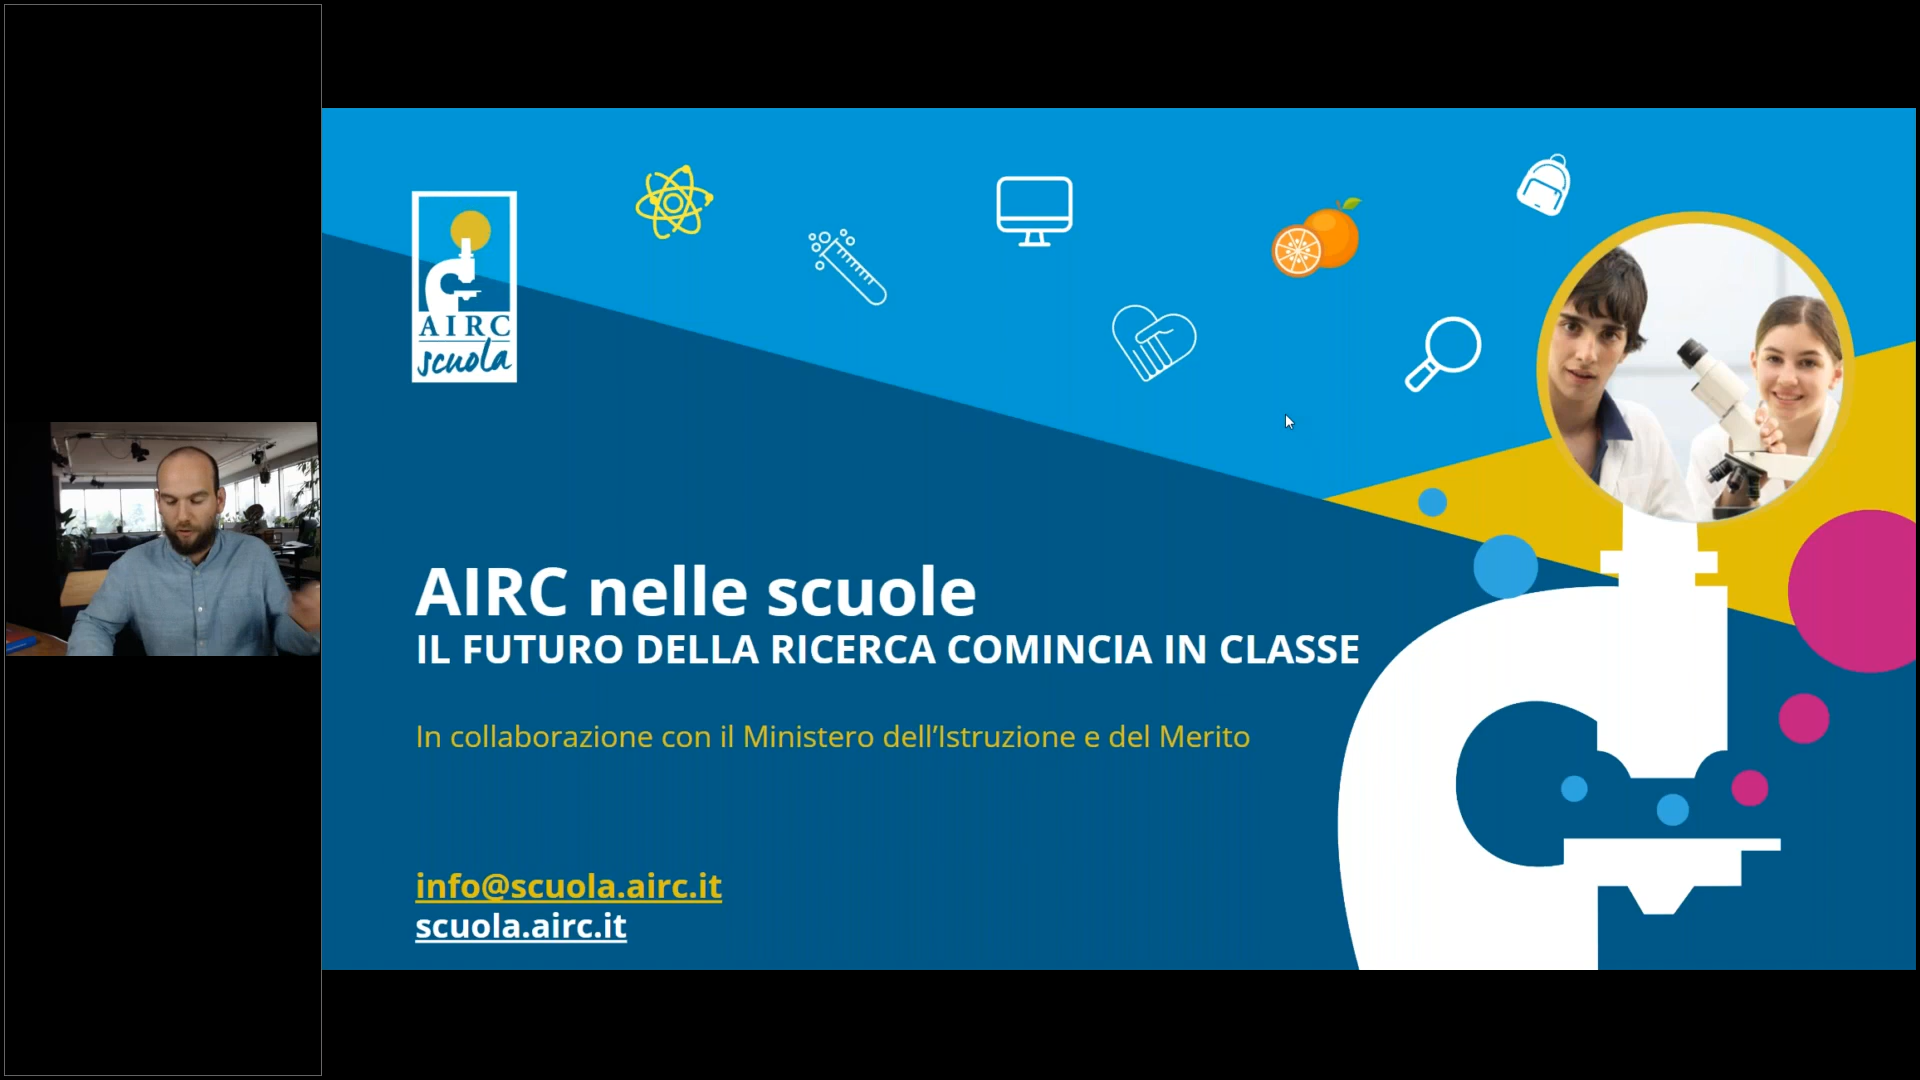 AIRC
scuola
AIRC nelle scuole
IL FUTURO DELLA RICERCA COMINCIA IN CLASSE
In collaborazione con il Ministero dell’Istruzione e del Merito
info@scuola.airc.it
scuola.airc.it